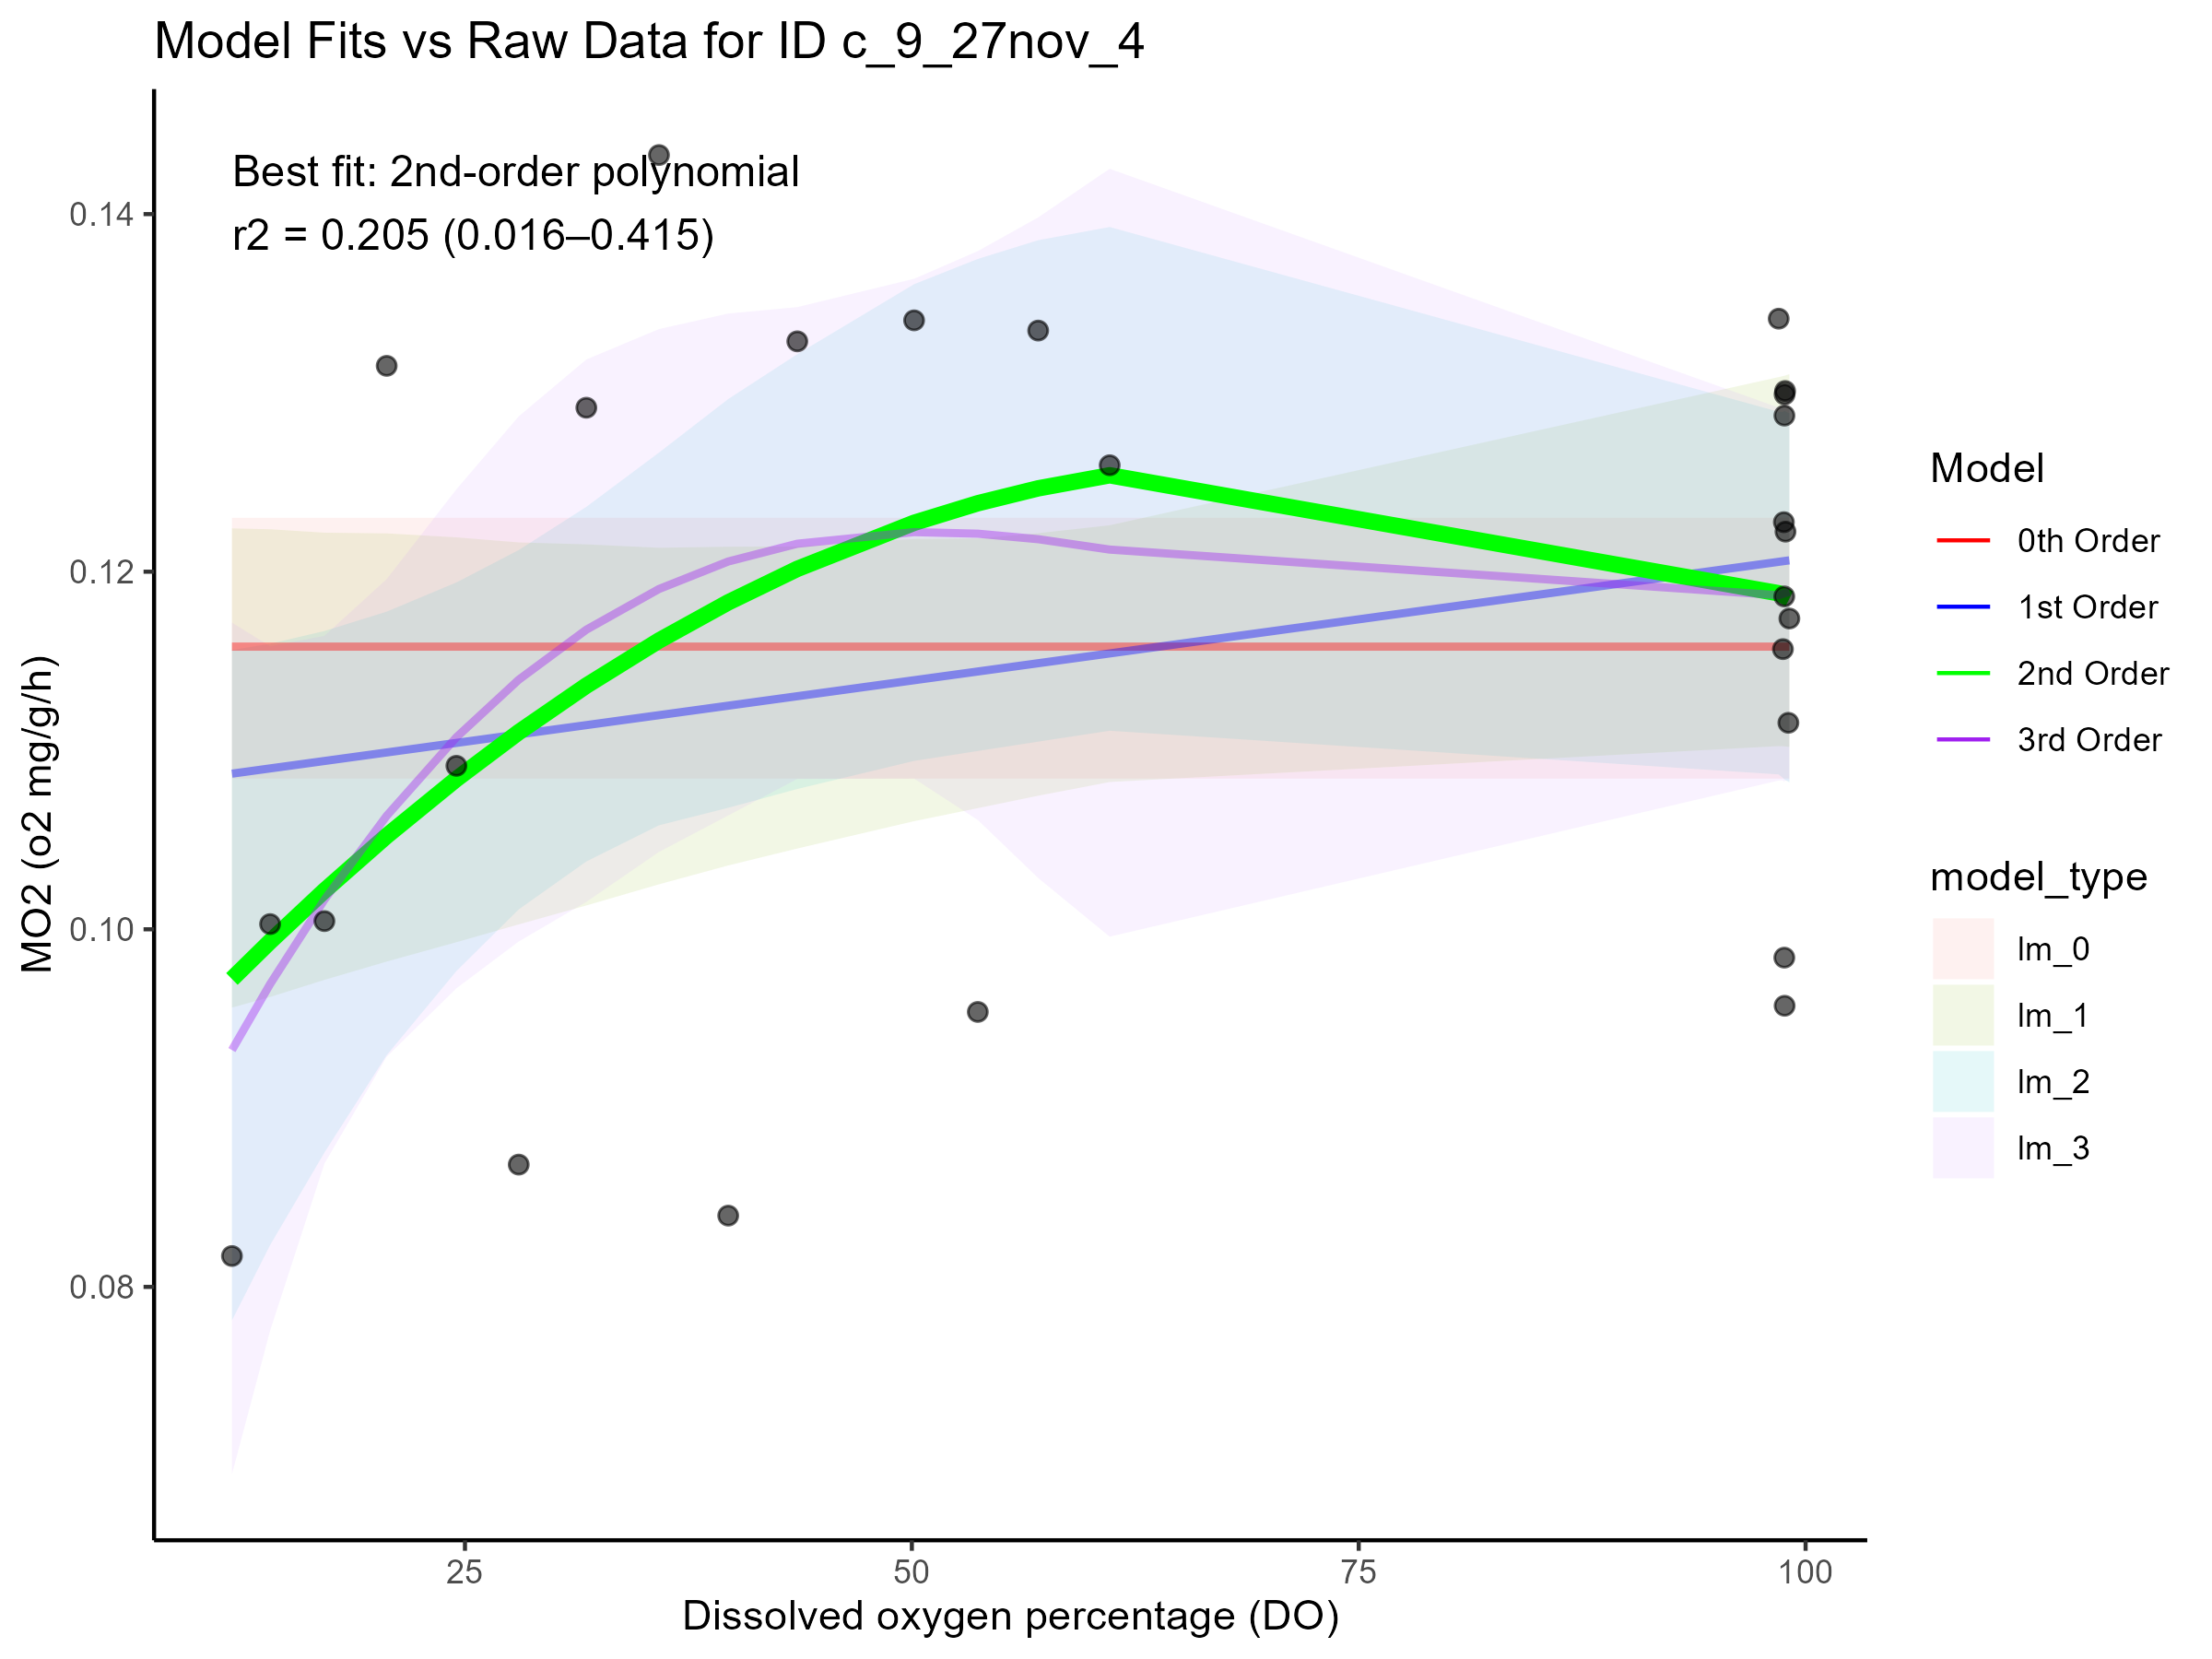 Model Fits vs Raw Data for ID c_9_27nov_4
Best fit: 2nd-order polynomial
r2 = 0.205 (0.016–0.415)
MO2 (o2 mg/g/h)
0.14
0.12
0.10
0.08
25
50
75
100
Dissolved oxygen percentage (DO)
Model
0th Order
1st Order
2nd Order
3rd Order
model_type
lm_0
lm_1
lm_2
lm_3